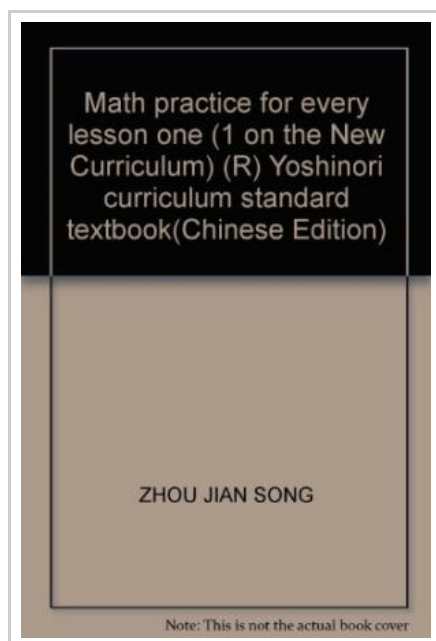 Math practice for every
lesson one (1 on the New
Curriculum) (R) Yoshinori
curriculum standard
textbook(Chinese Edition)
ZHOU JIAN SONG
Note: This is not the actual book cover